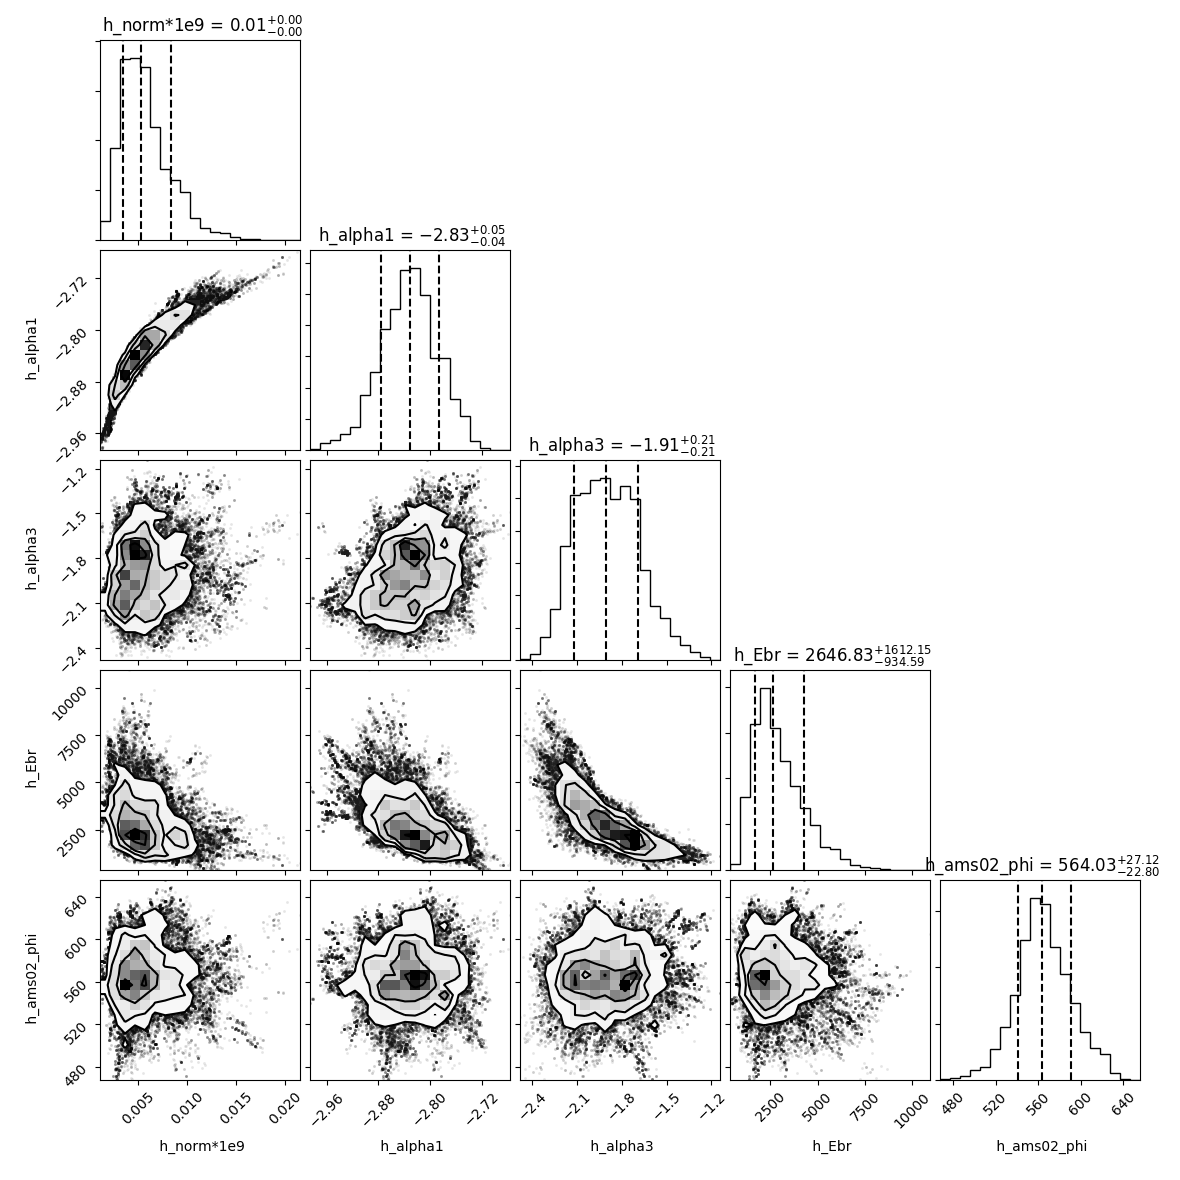 h_norm*1e9 = 0.01+0.00 −0.00
h_alpha1
−2.72
−2.80
−2.88
−2.96
h_alpha1 = −2.83+0.05 −0.04
h_alpha3
−1.2
−1.5
−1.8
−2.1
−2.4
h_alpha3 = −1.91+0.21 −0.21
h_Ebr
10000
7500
5000
2500
h_Ebr = 2646.83+1612.15 −934.59
h_ams02_phi
640
600
560
520
480
h_ams02_phi = 564.03+27.12 −22.80
0.005 0.010 0.015 0.020
−2.96 −2.88 −2.80 −2.72
−2.4 −2.1 −1.8 −1.5 −1.2
2500 5000 7500 10000
480 520 560 600 640
h_norm*1e9 h_alpha1 h_alpha3 h_Ebr h_ams02_phi